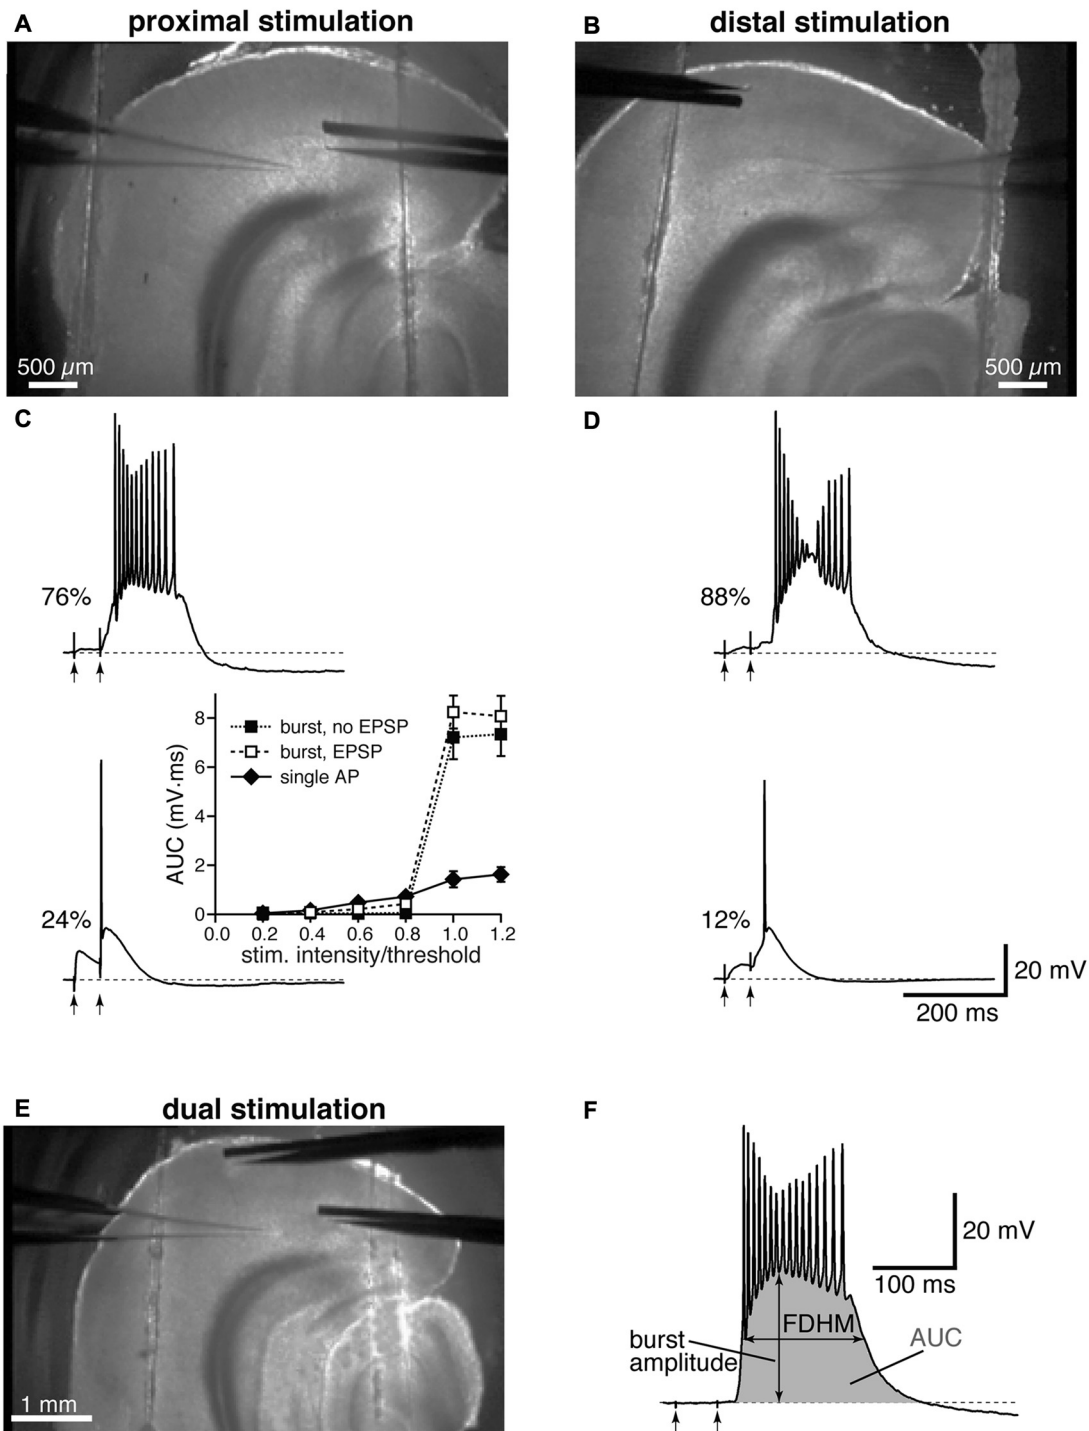 A
proximal stimulation
B
distal stimulation
500 µm
500 µm
C
D
76%
88%
burst, no EPSP
burst, EPSP
single AP
AUC (mV·ms)
8
6
4
2
0
0.0 0.2 0.4 0.6 0.8 1.0 1.2
stim. intensity/threshold
24%
12%
20 mV
200 ms
E
dual stimulation
F
1 mm
20 mV
100 ms
FDHM
burst
amplitude
AUC